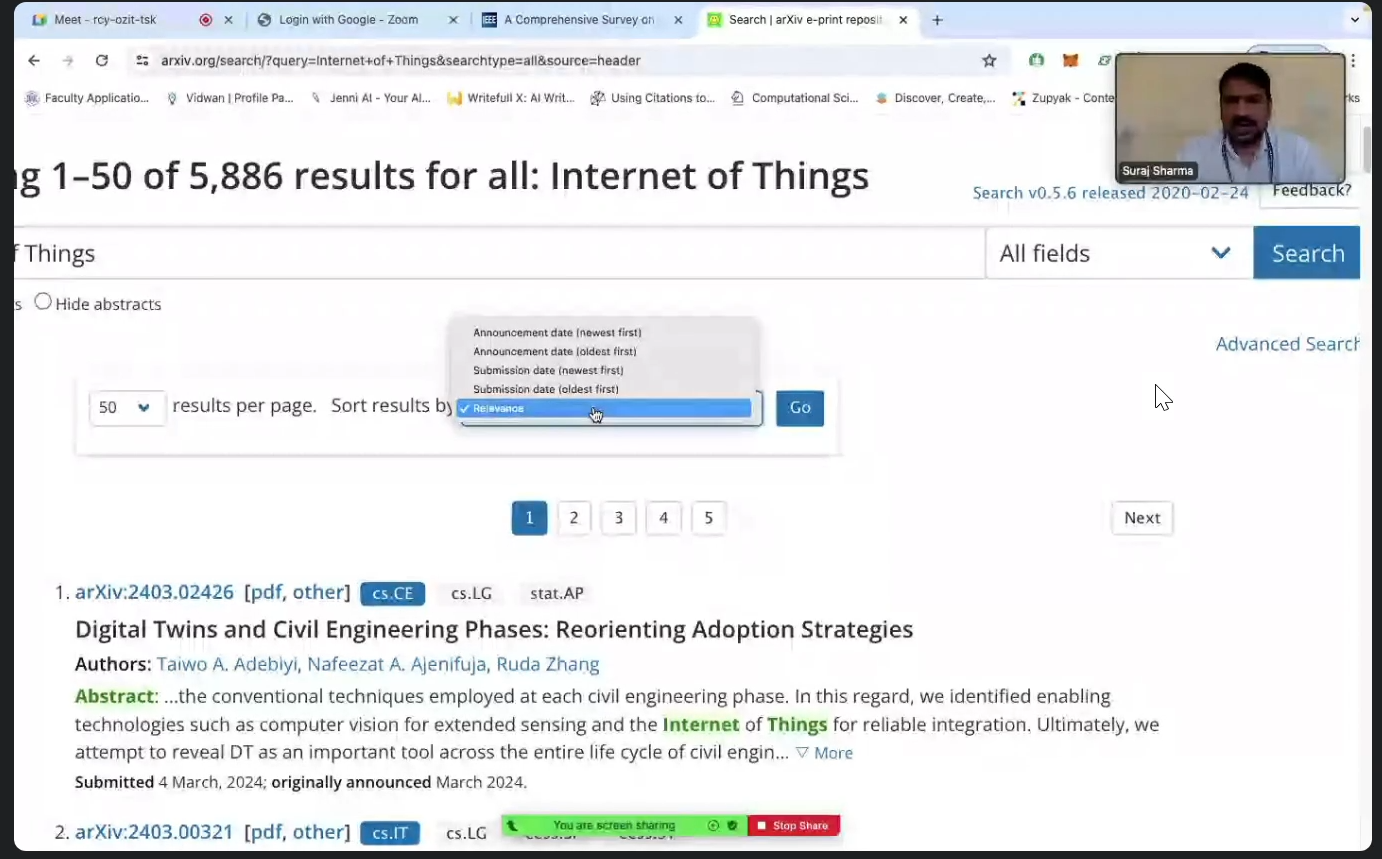 Meet - rcy-ozit-tsk
Login with Google - Zoom
A Comprehensive Survey on
Search | arXiv e-print reposit
arxiv.org/search/?query=Internet+of+Things&searchtype=all&source=header
Faculty Applicatio...
Vidwan | Profile Pa...
Jenni AI - Your AI...
Writefull X: AI Writ...
Using Citations to...
Computational Sci...
Discover, Create,...
Zupyak - Conte
rks
Suraj Sharma
g 1–50 of 5,886 results for all: Internet of Things
Search v0.5.6 released 2020-02-24
Feedback?
f Things
All fields
Search
s
Hide abstracts
Advanced Search
Announcement date (newest first)
Announcement date (oldest first)
Submission date (newest first)
Submission date (oldest first)
✓ Relevance
50
results per page.
Sort results by
Go
1
2
3
4
5
Next
1. arXiv:2403.02426 [pdf, other] cs.CE cs.LG stat.AP
Digital Twins and Civil Engineering Phases: Reorienting Adoption Strategies
Authors: Taiwo A. Adebiyi, Nafeezat A. Ajenifuja, Ruda Zhang
Abstract: ...the conventional techniques employed at each civil engineering phase. In this regard, we identified enabling
technologies such as computer vision for extended sensing and the Internet of Things for reliable integration. Ultimately, we
attempt to reveal DT as an important tool across the entire life cycle of civil engin... ▽ More
Submitted 4 March, 2024; originally announced March 2024.
2. arXiv:2403.00321 [pdf, other] cs.IT cs.LG
You are screen sharing
Stop Share